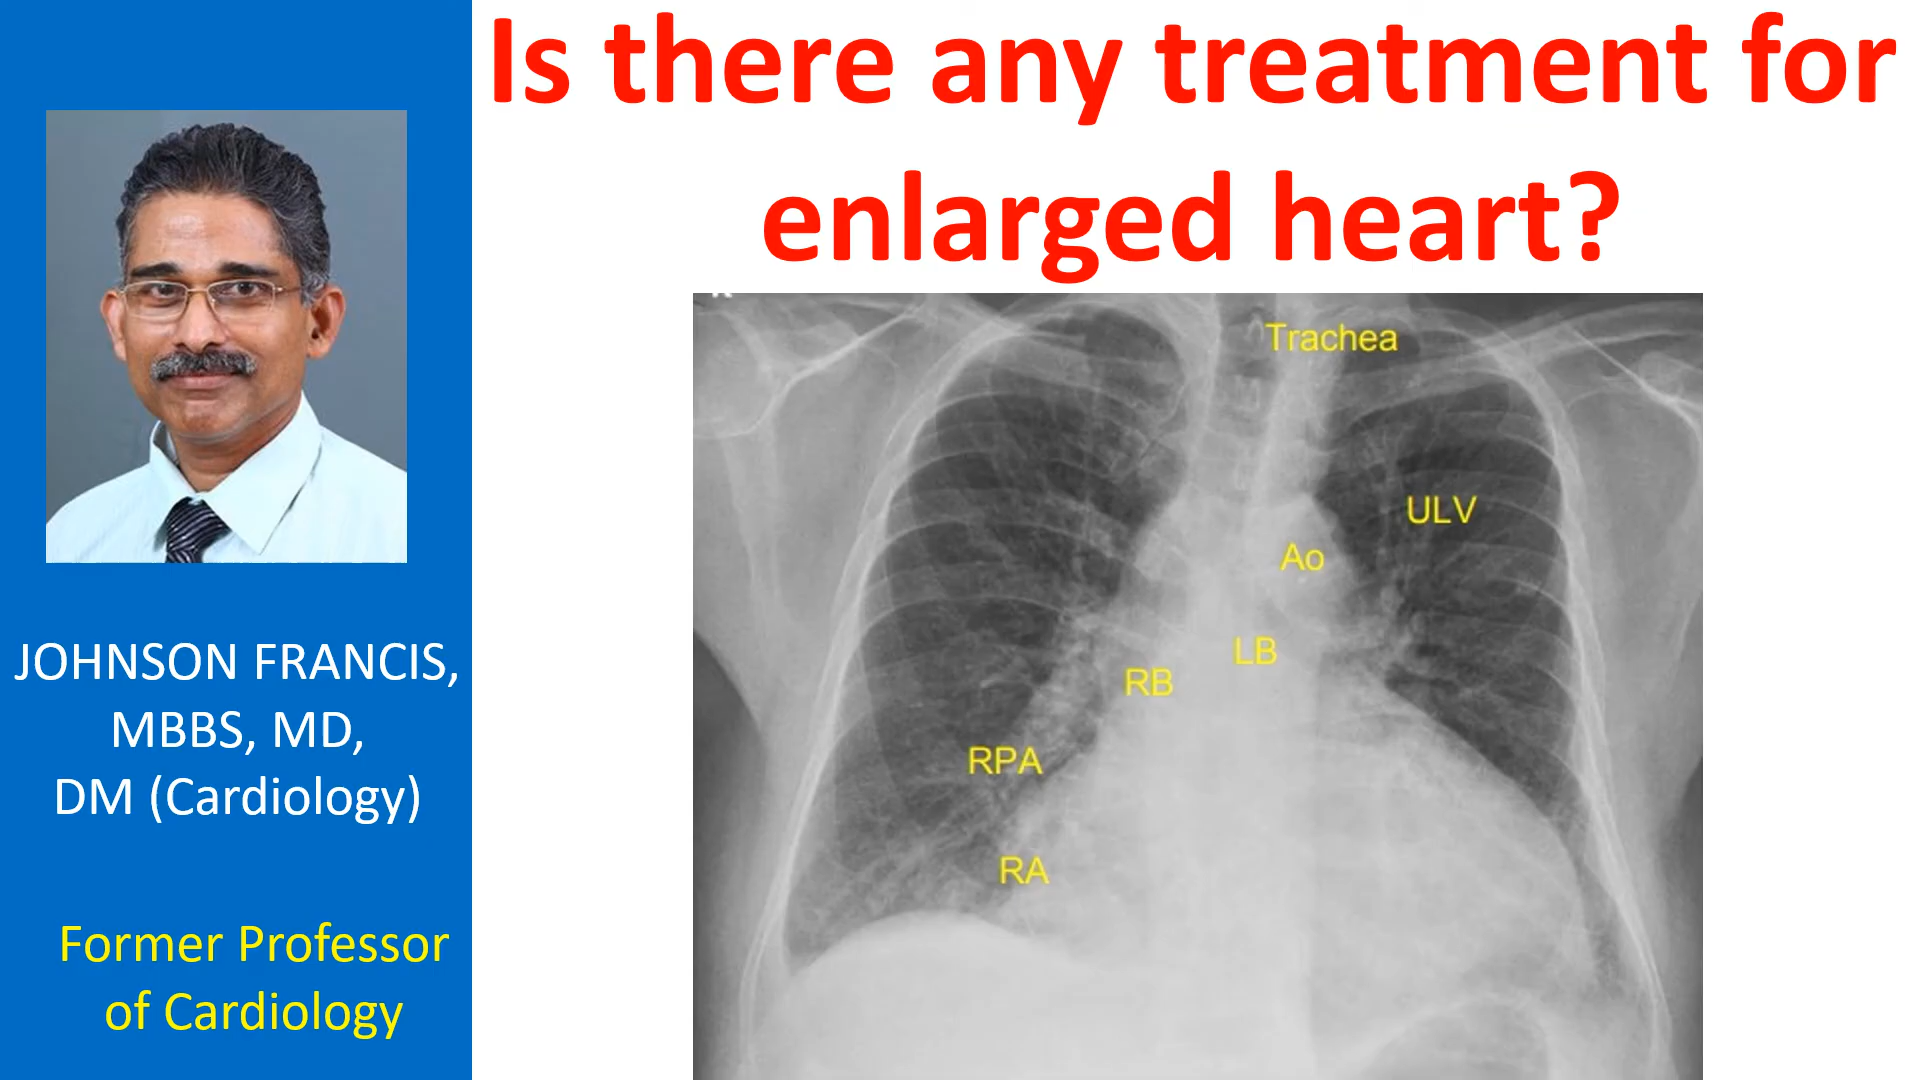 Is there any treatment for
enlarged heart?
JOHNSON FRANCIS,
MBBS, MD,
DM (Cardiology)
Former Professor
of Cardiology
Trachea
ULV
Ao
LB
RB
RPA
RA